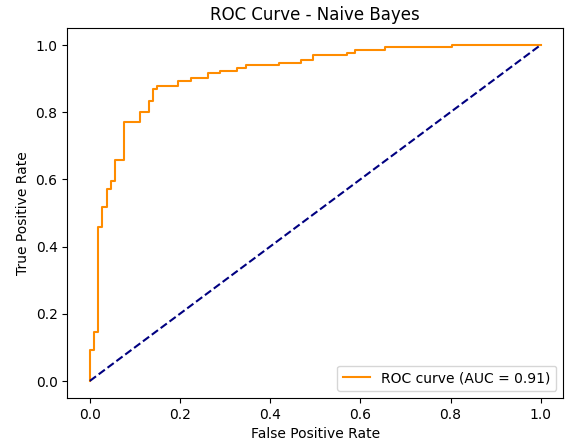 ROC Curve - Naive Bayes
True Positive Rate
1.0
0.8
0.6
0.4
0.2
0.0
ROC curve (AUC = 0.91)
0.0 0.2 0.4 0.6 0.8 1.0
False Positive Rate